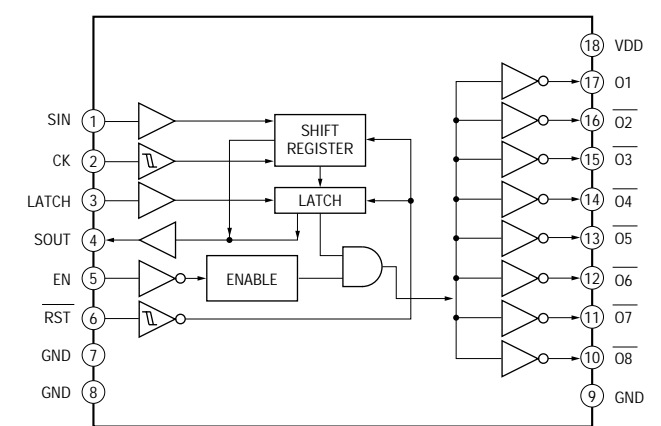 18 VDD
17 O1
SIN 1
SHIFT
REGISTER
16 O2
CK 2
15 O3
LATCH 3
LATCH
14 O4
SOUT 4
13 O5
EN 5
ENABLE
12 O6
RST 6
11 O7
GND 7
10 O8
GND 8
9 GND